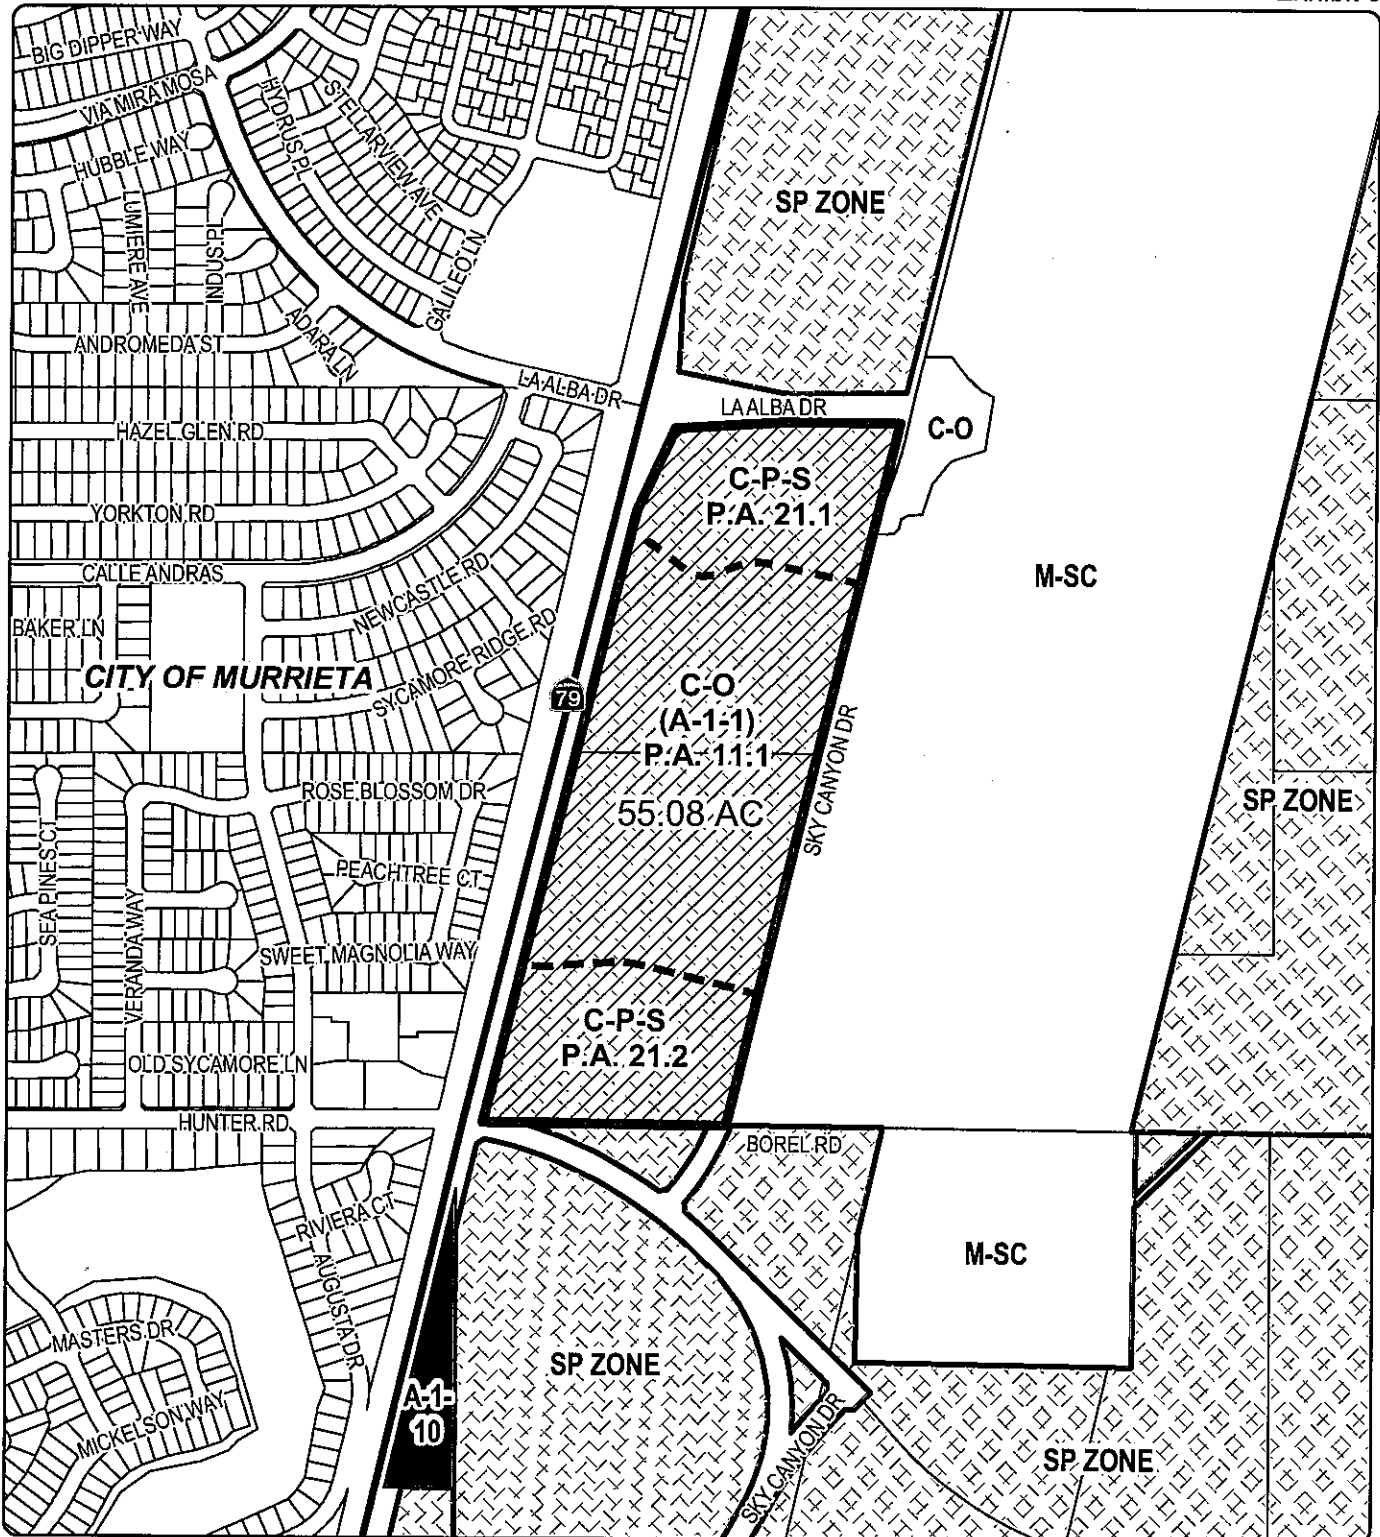 BIG DIPPER WAY
VIA MIRA MOSA
HUBBLE WAY
HYDRUS PL
STELLARVIEW AVE
LUMIERE AVE
INDUS PL
GALILEO LN
ADARA LN
ANDROMEDA ST
SP ZONE
LA ALBA DR
LA ALBA DR
C-O
HAZEL GLEN RD
C-P-S
P.A. 21.1
YORKTON RD
CALLE ANDRAS
NEWCASTLE RD
M-SC
BAKER LN
SYCAMORE RIDGE RD
CITY OF MURRIETA
79
C-O
(A-1-1)
P.A. 11.1
55.08 AC
SKY CANYON DR
ROSE BLOSSOM DR
SP ZONE
PEACHTREE CT
SEA PINES CT
VERANDA WAY
SWEET MAGNOLIA WAY
C-P-S
P.A. 21.2
OLD SYCAMORE LN
HUNTER RD
BOREL RD
RIVIERA CT
AUGUSTA DR
M-SC
MASTERS DR
MICKELSON WAY
A-1-
10
SP ZONE
SKY CANYON DR
SP ZONE